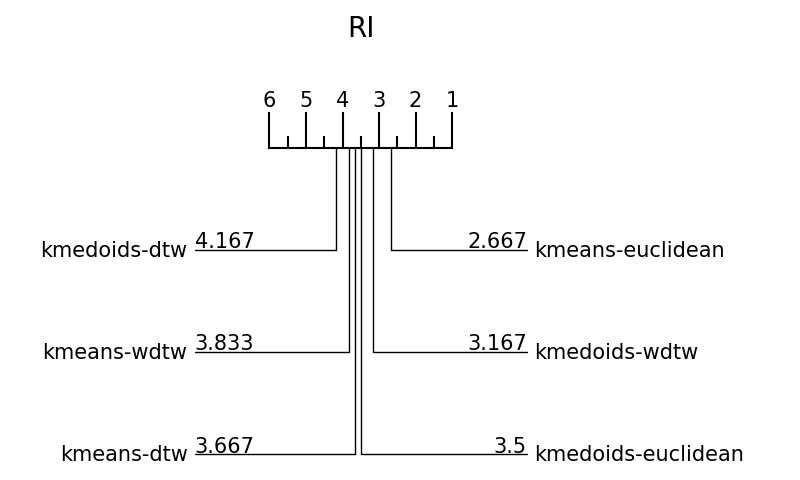 RI
6 5 4 3 2 1
kmedoids-dtw 4.167 2.667 kmeans-euclidean
kmeans-wdtw 3.833 3.167 kmedoids-wdtw
kmeans-dtw 3.667 3.5 kmedoids-euclidean